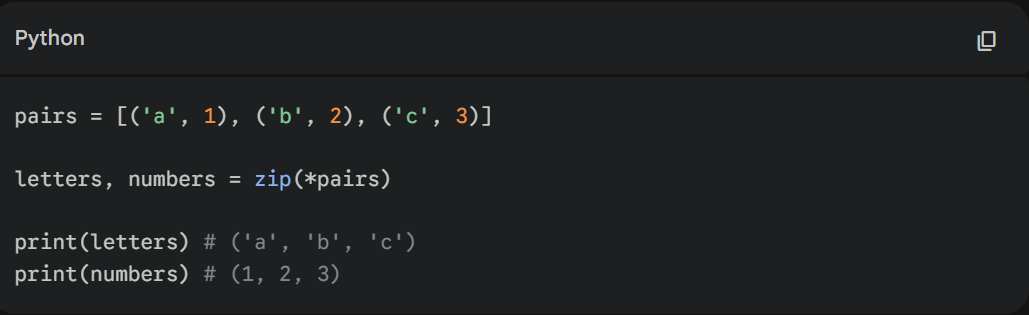 Python
pairs = [('a', 1), ('b', 2), ('c', 3)]
letters, numbers = zip(*pairs)
print(letters) # ('a', 'b', 'c')
print(numbers) # (1, 2, 3)